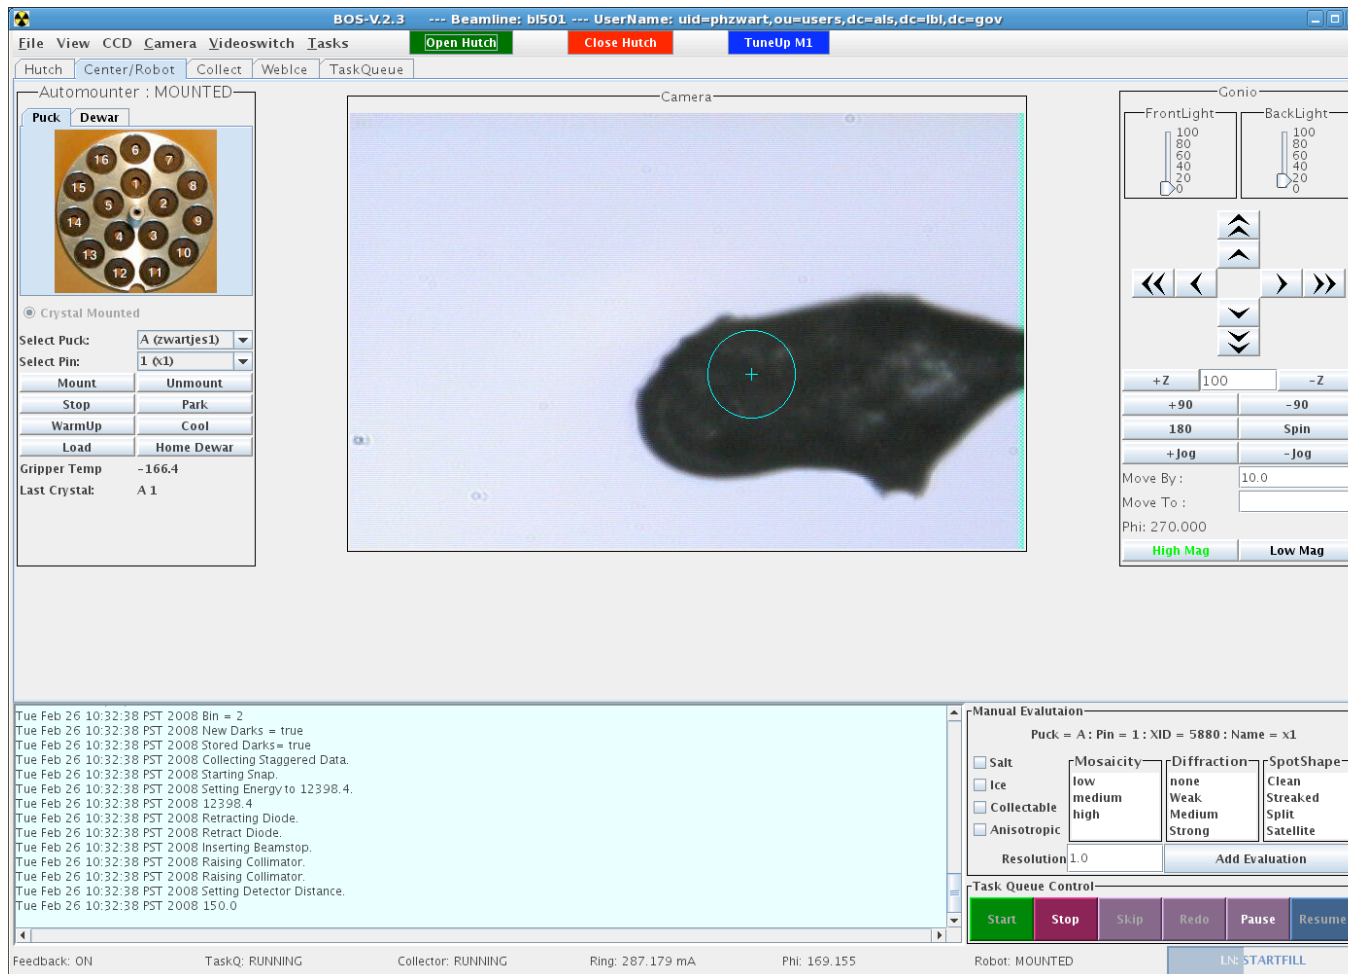 BOS-V.2.3 --- Beamline: bl501 --- UserName: uid=phzwart,ou=users,dc=als,dc=lbl,dc=gov
File View CCD Camera Videoswitch Tasks Open Hutch Close Hutch TuneUp M1
Hutch Center/Robot Collect WebIce TaskQueue
Automounter : MOUNTED
Puck Dewar
6
16 7
15 1 8
5 2
14 9
4 3
13 10
12 11
Crystal Mounted
Select Puck: A (zwartjes1)
Select Pin: 1 (x1)
Mount Unmount
Stop Park
WarmUp Cool
Load Home Dewar
Gripper Temp -166.4
Last Crystal: A 1
Camera
Gonio
FrontLight BackLight
100 100
80 80
60 60
40 40
20 20
0 0
+Z 100 -Z
+90 -90
180 Spin
+Jog -Jog
Move By : 10.0
Move To :
Phi: 270.000
High Mag Low Mag
Tue Feb 26 10:32:38 PST 2008 Bin = 2
Tue Feb 26 10:32:38 PST 2008 New Darks = true
Tue Feb 26 10:32:38 PST 2008 Stored Darks= true
Tue Feb 26 10:32:38 PST 2008 Collecting Staggered Data.
Tue Feb 26 10:32:38 PST 2008 Starting Snap.
Tue Feb 26 10:32:38 PST 2008 Setting Energy to 12398.4.
Tue Feb 26 10:32:38 PST 2008 12398.4
Tue Feb 26 10:32:38 PST 2008 Retracting Diode.
Tue Feb 26 10:32:38 PST 2008 Retract Diode.
Tue Feb 26 10:32:38 PST 2008 Inserting Beamstop.
Tue Feb 26 10:32:38 PST 2008 Raising Collimator.
Tue Feb 26 10:32:38 PST 2008 Raising Collimator.
Tue Feb 26 10:32:38 PST 2008 Setting Detector Distance.
Tue Feb 26 10:32:38 PST 2008 150.0
Manual Evalutaion
Puck = A : Pin = 1 : XID = 5880 : Name = x1
Salt
Ice
Collectable
Anisotropic
Mosaicity
low
medium
high
Diffraction
none
Weak
Medium
Strong
SpotShape
Clean
Streaked
Split
Satellite
Resolution 1.0 Add Evaluation
Task Queue Control
Start Stop Skip Redo Pause Resume
Feedback: ON TaskQ: RUNNING Collector: RUNNING Ring: 287.179 mA Phi: 169.155 Robot: MOUNTED LN: STARTFILL